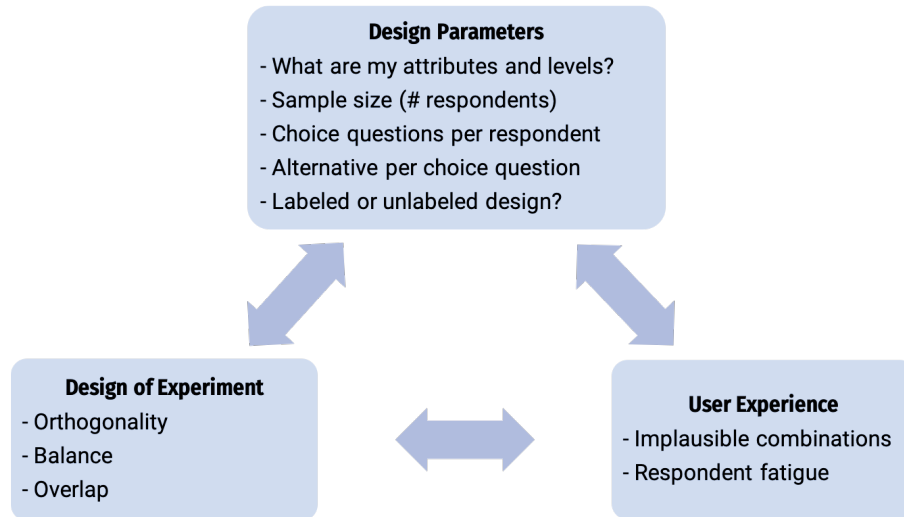 Design Parameters
- What are my attributes and levels?
- Sample size (# respondents)
- Choice questions per respondent
- Alternative per choice question
- Labeled or unlabeled design?
Design of Experiment
- Orthogonality
- Balance
- Overlap
User Experience
- Implausible combinations
- Respondent fatigue